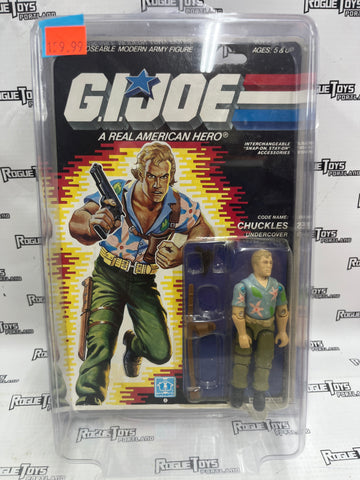 129.99
POSEABLE MODERN ARMY FIGURE
AGES: 5 & UP
G.I. JOE
A REAL AMERICAN HERO®
INTERCHANGEABLE
"SNAP-ON, STAY-ON"
ACCESSORIES
CODE NAME:
CHUCKLES
UNDERCOVER
ROGUE TOYS
PORTLAND